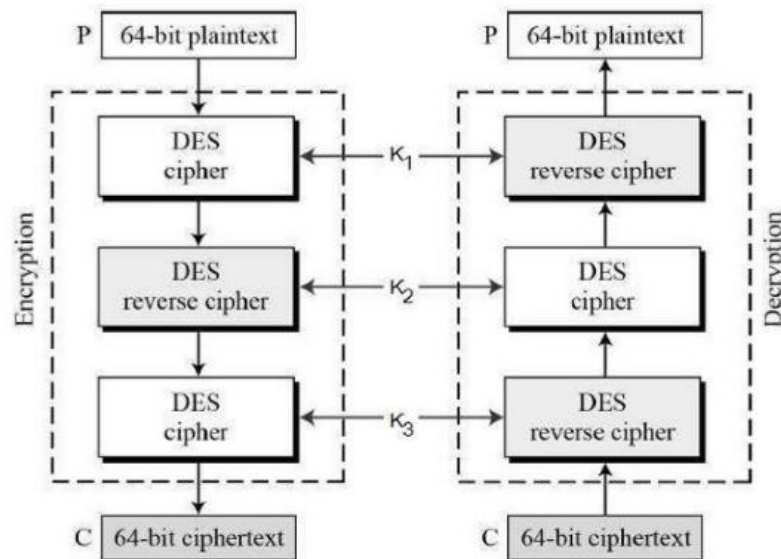 P 64-bit plaintext
P 64-bit plaintext
Encryption
DES
cipher
K1
DES
reverse cipher
DES
reverse cipher
K2
DES
cipher
DES
cipher
K3
DES
reverse cipher
Decryption
C 64-bit ciphertext
C 64-bit ciphertext